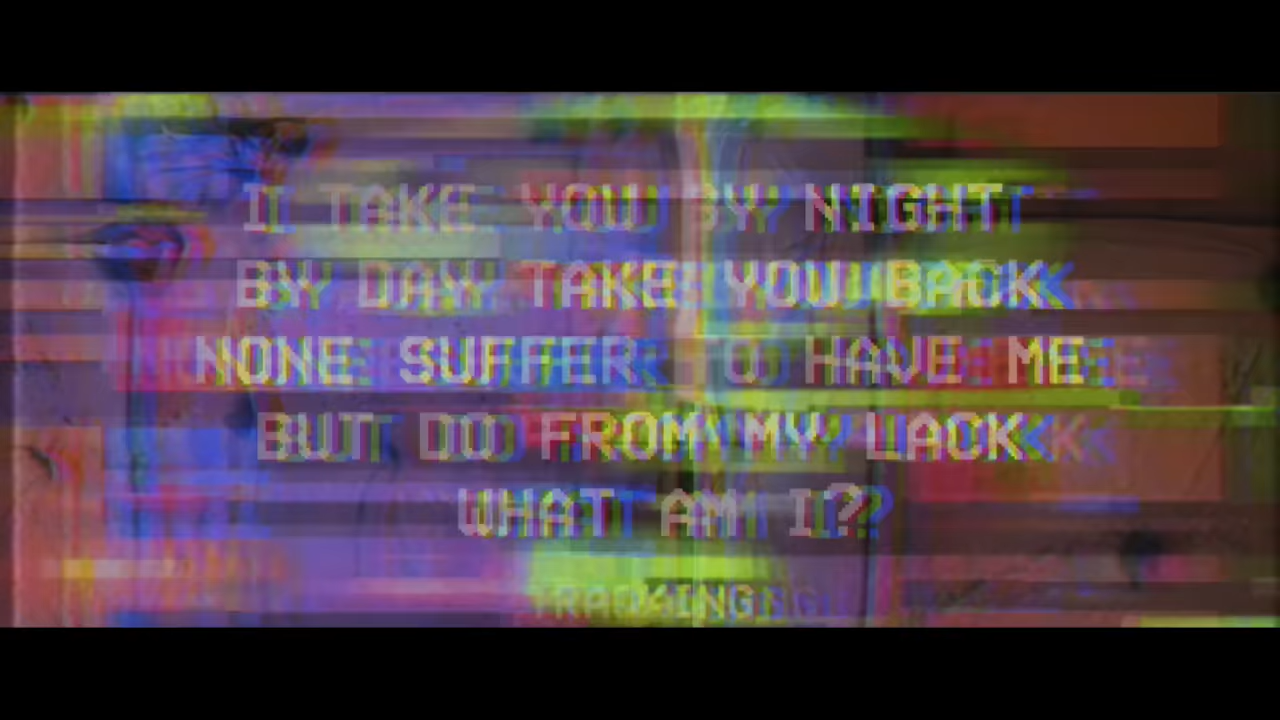 I TAKE YOU BY NIGHT
BY DAY TAKE YOU BACK
NONE SUFFER TO HAVE ME
BUT DO FROM MY LACK
WHAT AM I?
TRACKING